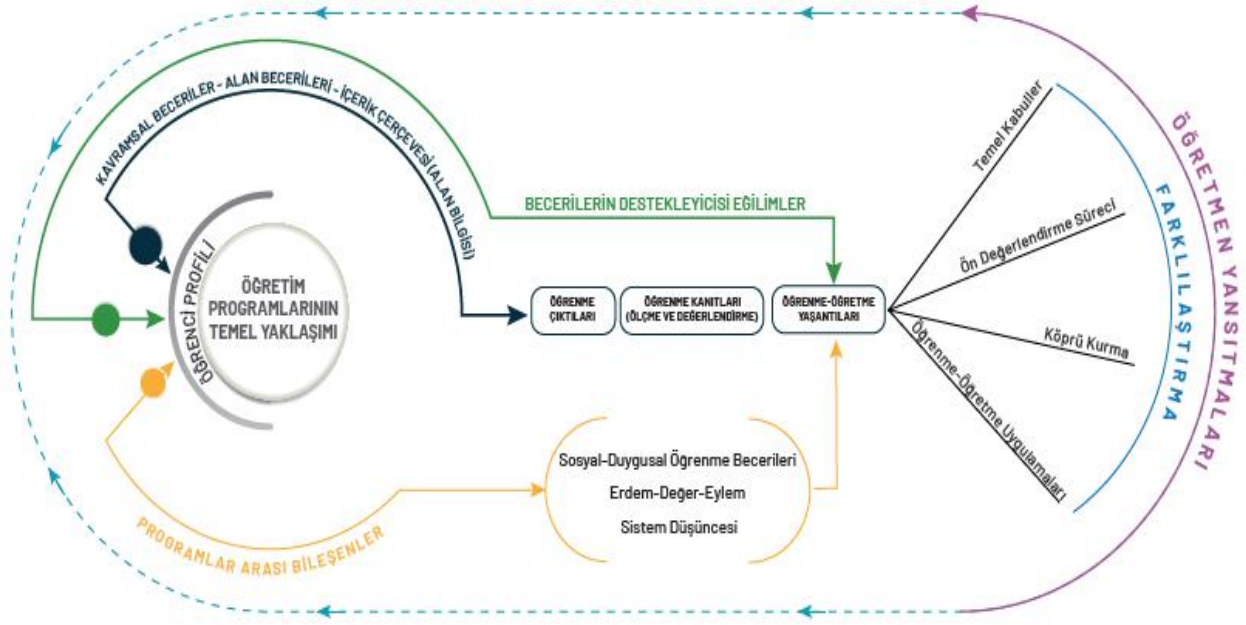 KAVRAMSAL BECERİLER - ALAN BECERİLERİ - İÇERİK ÇERÇEVESİ (ALAN BİLGİSİ)
ÖĞRENCİ PROFİLİ
ÖĞRETİM
PROGRAMLARININ
TEMEL YAKLAŞIMI
BECERİLERİN DESTEKLEYİCİSİ EĞİLİMLER
ÖĞRENME
ÇIKTILARI
ÖĞRENME KANITLARI
(ÖLÇME VE DEĞERLENDİRME)
ÖĞRENME-ÖĞRETME
YAŞANTILARI
PROGRAMLAR ARASI BİLEŞENLER
Sosyal-Duygusal Öğrenme Becerileri
Erdem-Değer-Eylem
Sistem Düşüncesi
Temel Kabuller
Ön Değerlendirme Süreci
Köprü Kurma
Öğrenme-Öğretme Uygulamaları
FARKLILAŞTIRMA
ÖĞRETMEN YANSITMALARI